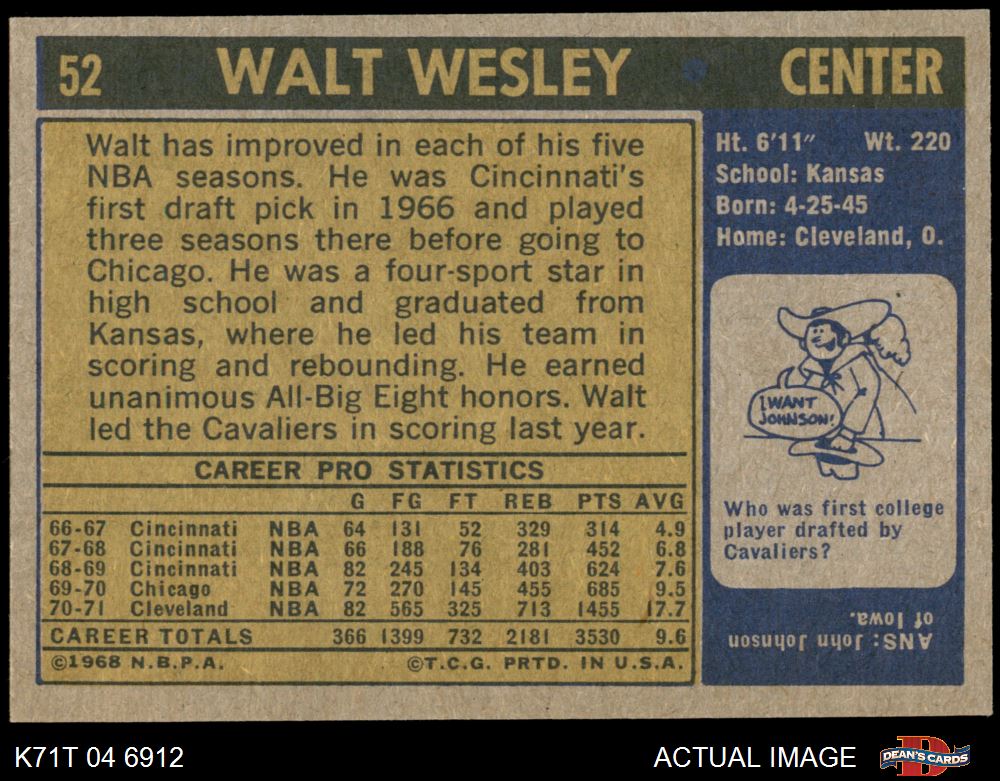 52 WALT WESLEY CENTER
Walt has improved in each of his five
NBA seasons. He was Cincinnati's
first draft pick in 1966 and played
three seasons there before going to
Chicago. He was a four-sport star in
high school and graduated from
Kansas, where he led his team in
scoring and rebounding. He earned
unanimous All-Big Eight honors. Walt
led the Cavaliers in scoring last year.
CAREER PRO STATISTICS
G FG FT REB PTS AVG
66-67 Cincinnati NBA 64 131 52 329 314 4.9
67-68 Cincinnati NBA 66 188 76 281 452 6.8
68-69 Cincinnati NBA 82 245 134 403 624 7.6
69-70 Chicago NBA 72 270 145 455 685 9.5
70-71 Cleveland NBA 82 565 325 713 1455 17.7
CAREER TOTALS 366 1399 732 2181 3530 9.6
©1968 N.B.P.A. ©T.C.G. PRTD. IN U.S.A.
Ht. 6'11" Wt. 220
School: Kansas
Born: 4-25-45
Home: Cleveland, O.
I WANT
JOHNSON!
Who was first college
player drafted by
Cavaliers?
ANS: John Johnson
of Iowa.
K71T 04 6912 ACTUAL IMAGE DEAN'S CARDS